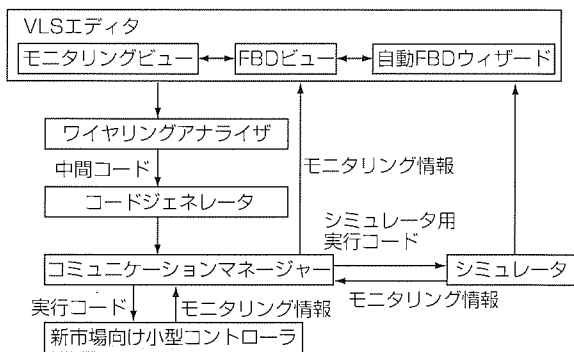 VLSエディタ
モニタリングビュー
FBDビュー
自動FBDウィザード
ワイヤリングアナライザ
中間コード
モニタリング情報
コードジェネレータ
シミュレータ用
実行コード
コミュニケーションマネージャー
シミュレータ
実行コード
モニタリング情報
モニタリング情報
新市場向け小型コントローラ